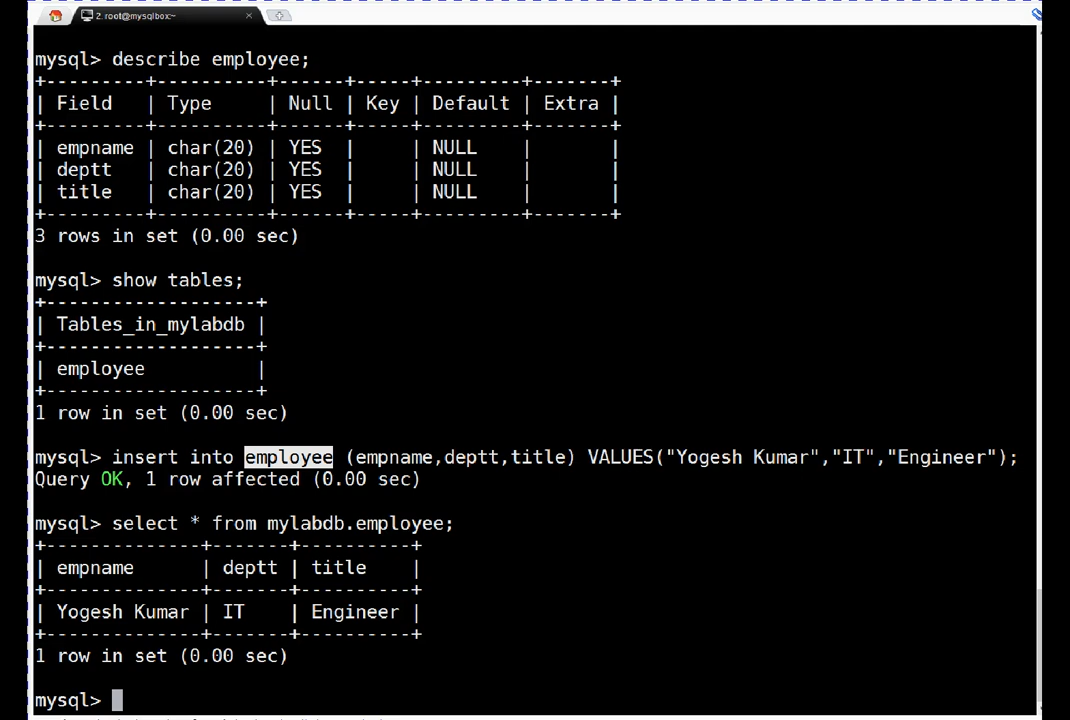 2. root@mysqlbox:~
mysql> describe employee;
+---------+----------+------+-----+---------+-------+
| Field   | Type     | Null | Key | Default | Extra |
+---------+----------+------+-----+---------+-------+
| empname | char(20) | YES  |     | NULL    |       |
| deptt   | char(20) | YES  |     | NULL    |       |
| title   | char(20) | YES  |     | NULL    |       |
+---------+----------+------+-----+---------+-------+
3 rows in set (0.00 sec)
mysql> show tables;
+-------------------+
| Tables_in_mylabdb |
+-------------------+
| employee          |
+-------------------+
1 row in set (0.00 sec)
mysql> insert into employee (empname,deptt,title) VALUES("Yogesh Kumar","IT","Engineer");
Query OK, 1 row affected (0.00 sec)
mysql> select * from mylabdb.employee;
+--------------+-------+----------+
| empname      | deptt | title    |
+--------------+-------+----------+
| Yogesh Kumar | IT    | Engineer |
+--------------+-------+----------+
1 row in set (0.00 sec)
mysql>